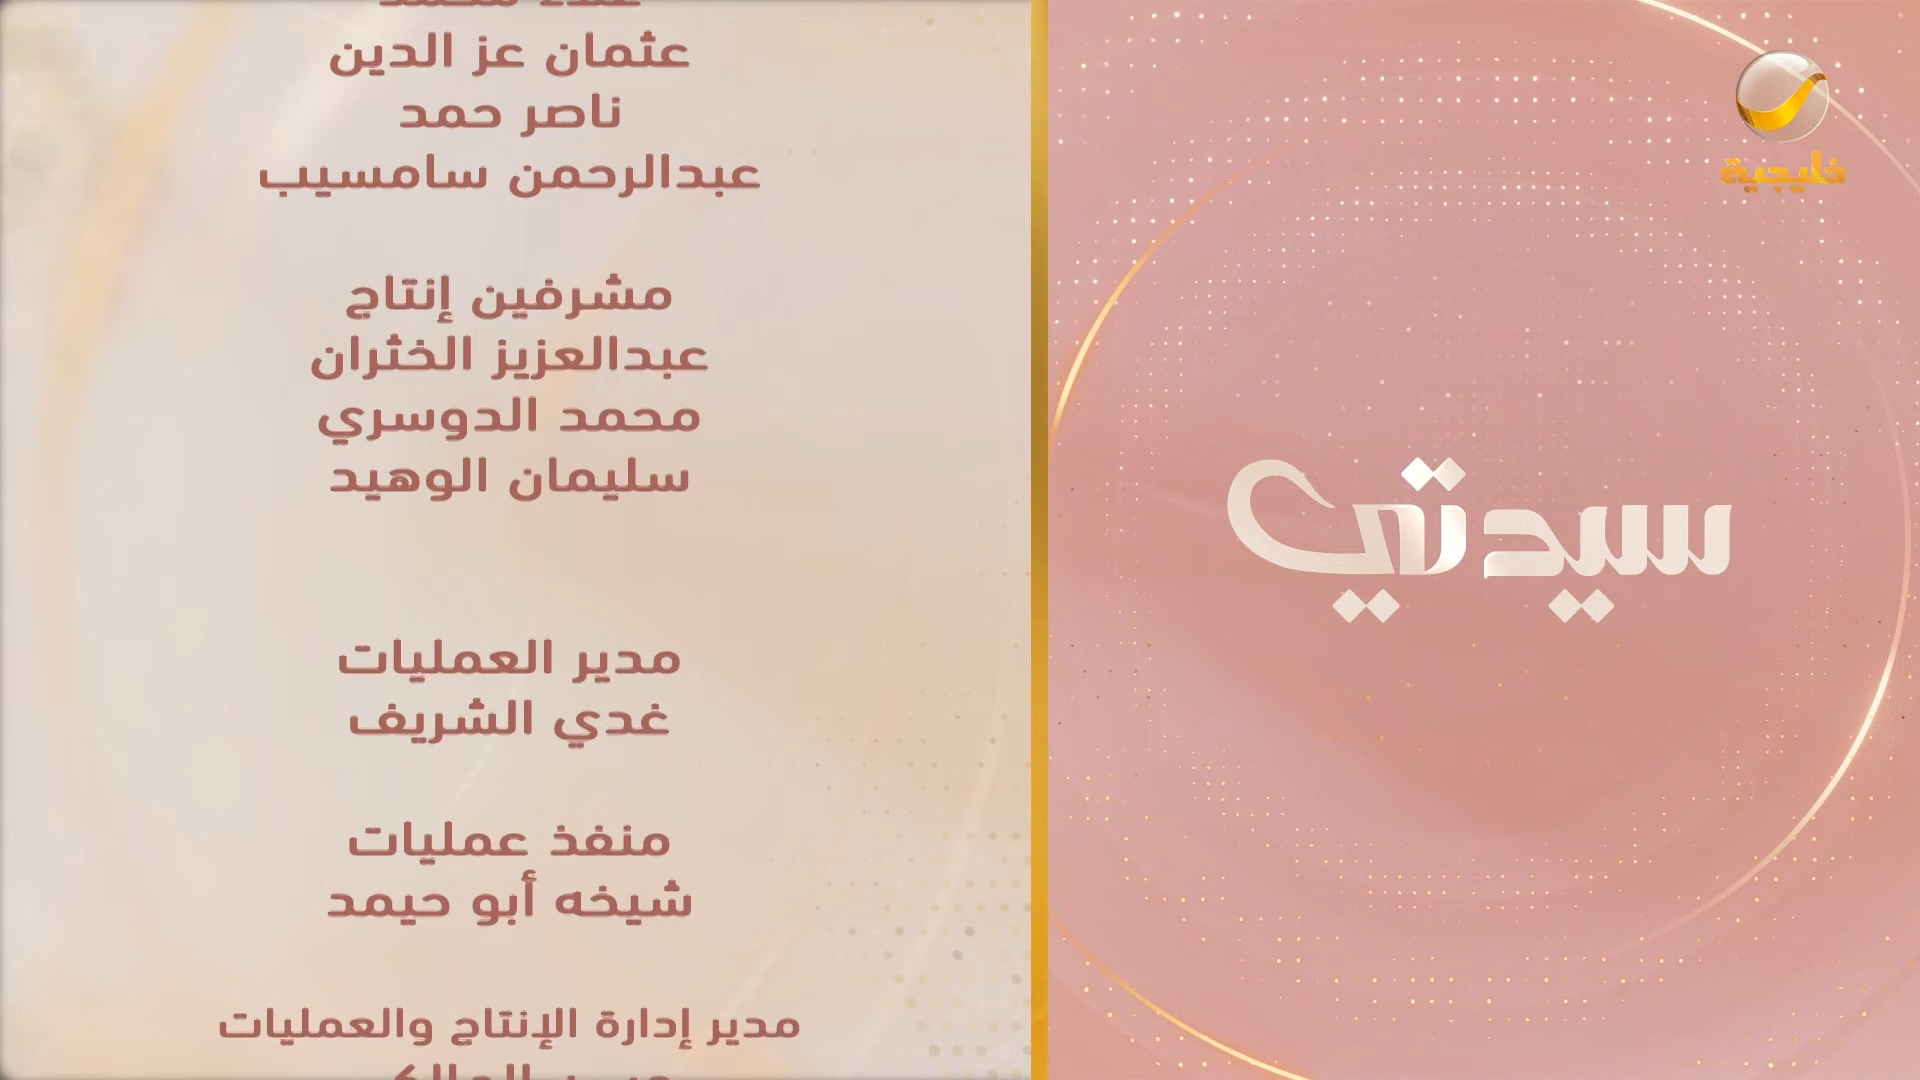 عثمان عز الدين
ناصر حمد
عبدالرحمن سامسيب
مشرفين إنتاج
عبدالعزيز الخثران
محمد الدوسري
سليمان الوهيد
مدير العمليات
غدي الشريف
منفذ عمليات
شيخه أبو حيمد
مدير إدارة الإنتاج والعمليات
خليجية
سيدتي